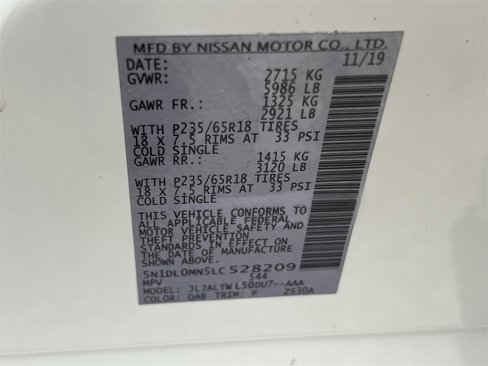 MFD BY NISSAN MOTOR CO., LTD.
DATE: 11/19
GVWR: 2715 KG
5986 LB
GAWR FR.: 1325 KG
2921 LB
WITH P235/65R18 TIRES
18 X 7.5 RIMS AT 33 PSI
COLD SINGLE
GAWR RR.: 1415 KG
3120 LB
WITH P235/65R18 TIRES
18 X 7.5 RIMS AT 33 PSI
COLD SINGLE
THIS VEHICLE CONFORMS TO
ALL APPLICABLE FEDERAL
MOTOR VEHICLE SAFETY AND
THEFT PREVENTION
STANDARDS IN EFFECT ON
THE DATE OF MANUFACTURE
SHOWN ABOVE.
5N1DL0MN5LC528209
MPV 544
MODEL: JL3ALTW L50DU7--AAA
COLOR: QAB TRIM: P 2530A